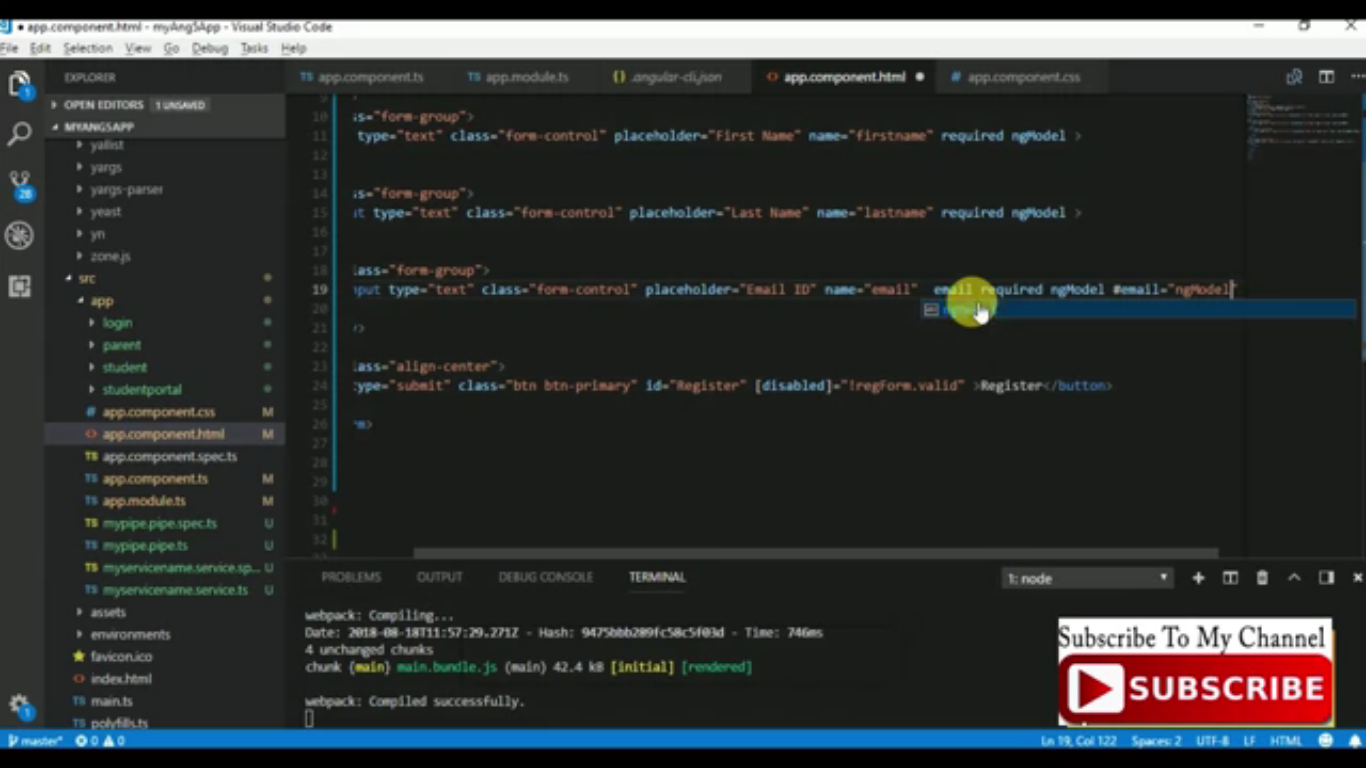 app.component.html - myAng5App - Visual Studio Code
File Edit Selection View Go Debug Tasks Help
EXPLORER
TS app.component.ts TS app.module.ts {} .angular-cli.json <> app.component.html # app.component.css
OPEN EDITORS 1 UNSAVED
MYANG5APP
yallist
yargs
yargs-parser
yeast
yn
zone.js
src
app
login
parent
student
studentportal
# app.component.css M
<> app.component.html M
TS app.component.spec.ts
TS app.component.ts M
TS app.module.ts M
TS mypipe.pipe.spec.ts U
TS mypipe.pipe.ts U
TS myservicename.service.sp... U
TS myservicename.service.ts U
assets
environments
favicon.ico
<> index.html
TS main.ts
TS polyfills.ts
9
10 ss="form-group">
11 type="text" class="form-control" placeholder="First Name" name="firstname" required ngModel >
12
13
14 ss="form-group">
15 ut type="text" class="form-control" placeholder="Last Name" name="lastname" required ngModel >
16
17
18 lass="form-group">
19 nput type="text" class="form-control" placeholder="Email ID" name="email" email required ngModel #email="ngModel"
20
21 />
22
23 lass="align-center">
24 type="submit" class="btn btn-primary" id="Register" [disabled]="!regForm.valid" >Register</button>
25
26 m>
27
28
29
30
31
32
PROBLEMS OUTPUT DEBUG CONSOLE TERMINAL 1: node
webpack: Compiling...
Date: 2018-08-18T11:57:29.271Z - Hash: 9475bbb289fc58c5f03d - Time: 746ms
4 unchanged chunks
chunk {main} main.bundle.js (main) 42.4 kB [initial] [rendered]
webpack: Compiled successfully.
Subscribe To My Channel
SUBSCRIBE
master* 0 0 Ln 19, Col 122 Spaces: 2 UTF-8 LF HTML